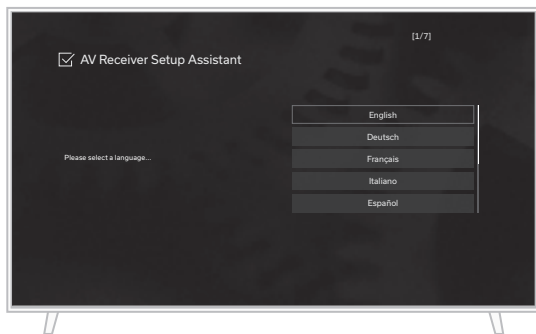 [1/7]
AV Receiver Setup Assistant
Please select a language...
English
Deutsch
Français
Italiano
Español